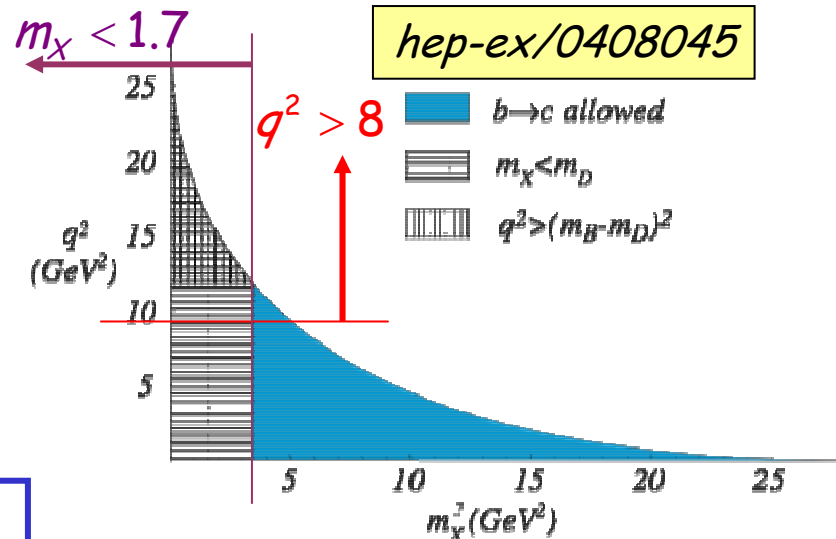 m_X < 1.7
hep-ex/0408045
q² > 8
b→c allowed
m_X<m_D
q²>(m_B-m_D)²
q²
(GeV²)
25
20
15
10
5
5
10
15
20
25
m_X²(GeV²)